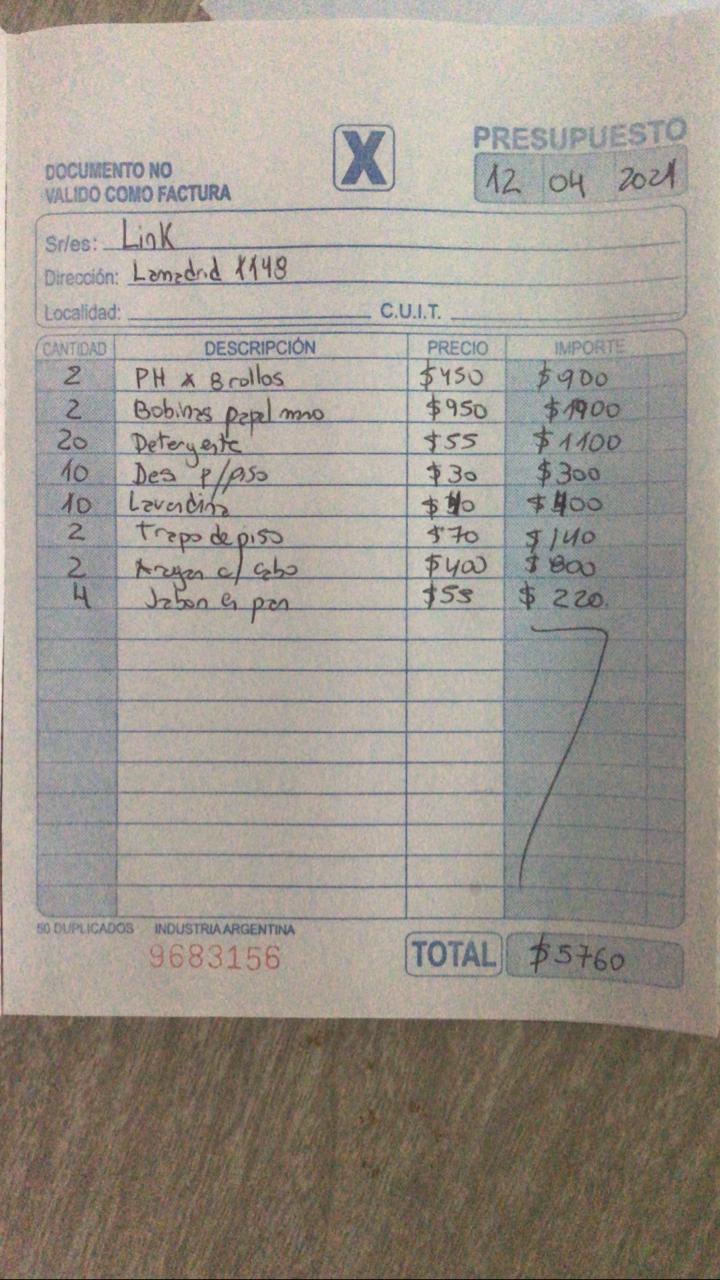 DOCUMENTO NO
VALIDO COMO FACTURA
X
PRESUPUESTO
12 04 2021
Sr/es: Link
Dirección: Lamadrid 1148
Localidad: C.U.I.T.
CANTIDAD DESCRIPCIÓN PRECIO IMPORTE
2 PH x 8 rollos $450 $900
2 Bobinas papel mno $950 $1900
20 Detergente $55 $1100
10 Des p/piso $30 $300
10 Lavandina $40 $400
2 Trapo de piso $70 $140
2 c/ cabo $400 $800
4 Jabon en pan $55 $220
50 DUPLICADOS INDUSTRIA ARGENTINA
9683156
TOTAL $5760